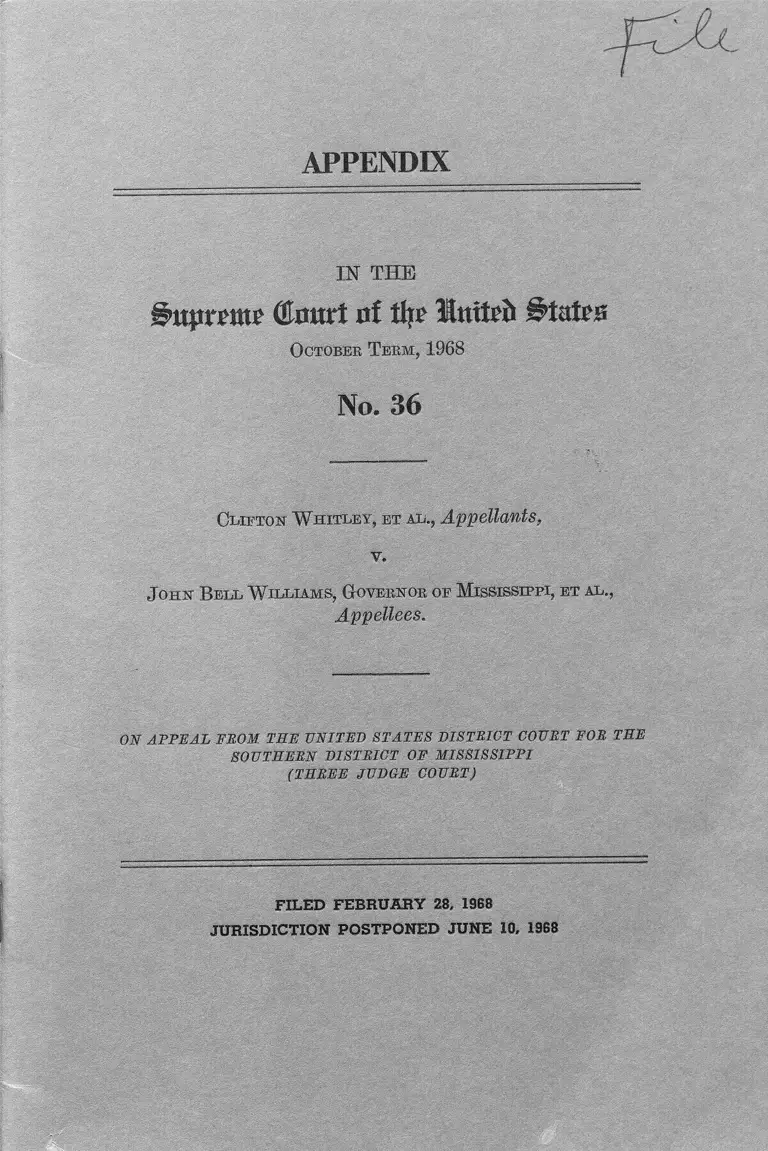 File
APPENDIX
IN THE
Supreme Court of the United States
OCTOBER TERM, 1968
No. 36
CLIFTON WHITLEY, ET AL., Appellants,
v.
JOHN BELL WILLIAMS, GOVERNOR OF MISSISSIPPI, ET AL.,
Appellees.
ON APPEAL FROM THE UNITED STATES DISTRICT COURT FOR THE
SOUTHERN DISTRICT OF MISSISSIPPI
(THREE JUDGE COURT)
FILED FEBRUARY 28, 1968
JURISDICTION POSTPONED JUNE 10, 1968